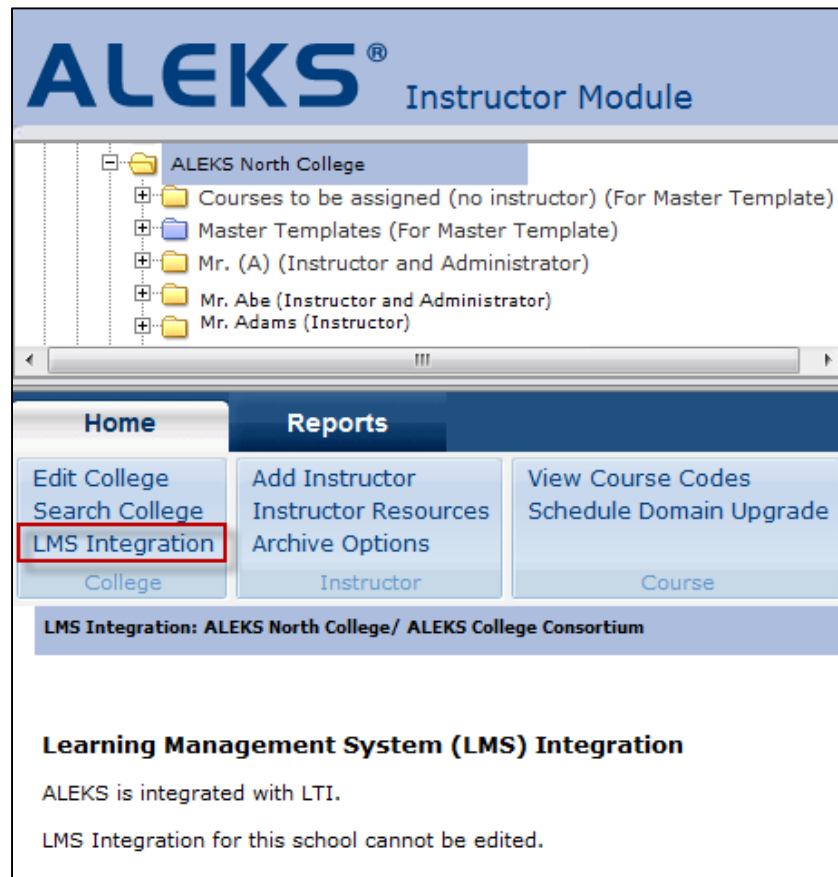 ALEKS® Instructor Module
ALEKS North College
Courses to be assigned (no instructor) (For Master Template)
Master Templates (For Master Template)
Mr. (A) (Instructor and Administrator)
Mr. Abe (Instructor and Administrator)
Mr. Adams (Instructor)
Home Reports
Edit College Add Instructor View Course Codes
Search College Instructor Resources Schedule Domain Upgrade
LMS Integration Archive Options
College Instructor Course
LMS Integration: ALEKS North College/ ALEKS College Consortium
Learning Management System (LMS) Integration
ALEKS is integrated with LTI.
LMS Integration for this school cannot be edited.